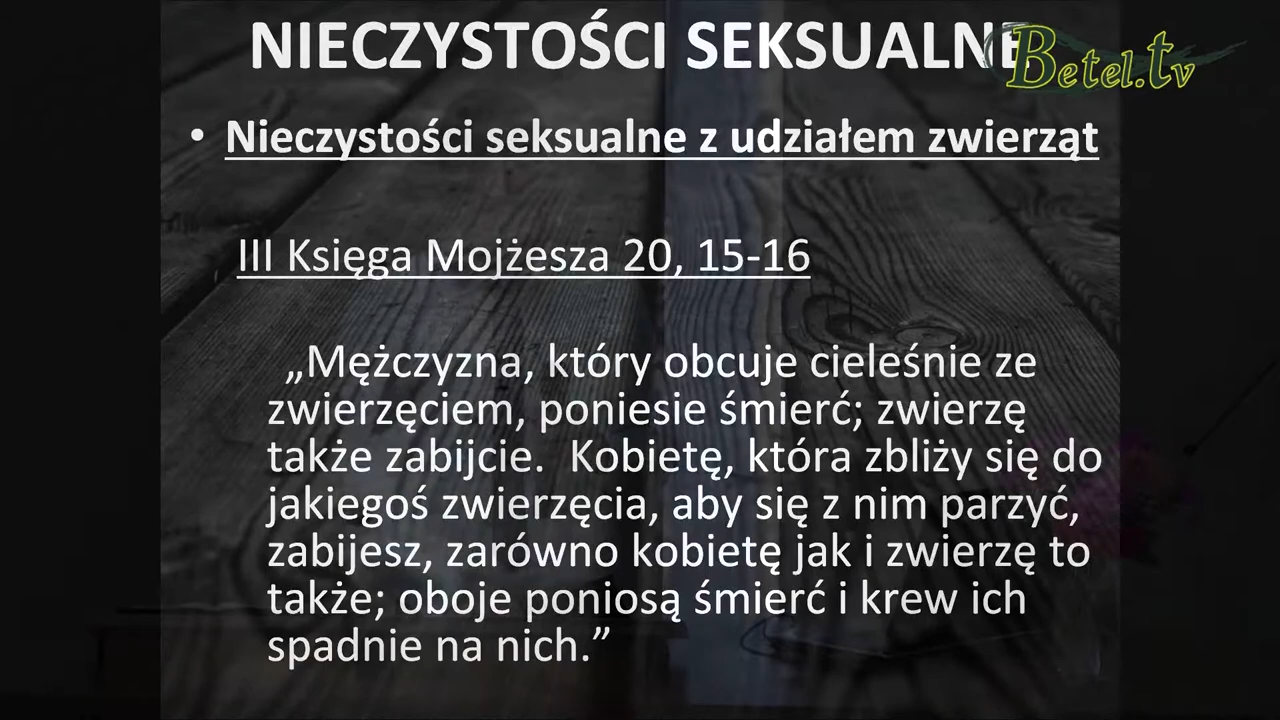 NIECZYSTOŚCI SEKSUALNE
Betel.tv
• Nieczystości seksualne z udziałem zwierząt
III Księga Mojżesza 20, 15-16
„Mężczyzna, który obcuje cieleśnie ze
zwierzęciem, poniesie śmierć; zwierzę
także zabijcie.  Kobietę, która zbliży się do
jakiegoś zwierzęcia, aby się z nim parzyć,
zabijesz, zarówno kobietę jak i zwierzę to
także; oboje poniosą śmierć i krew ich
spadnie na nich.”